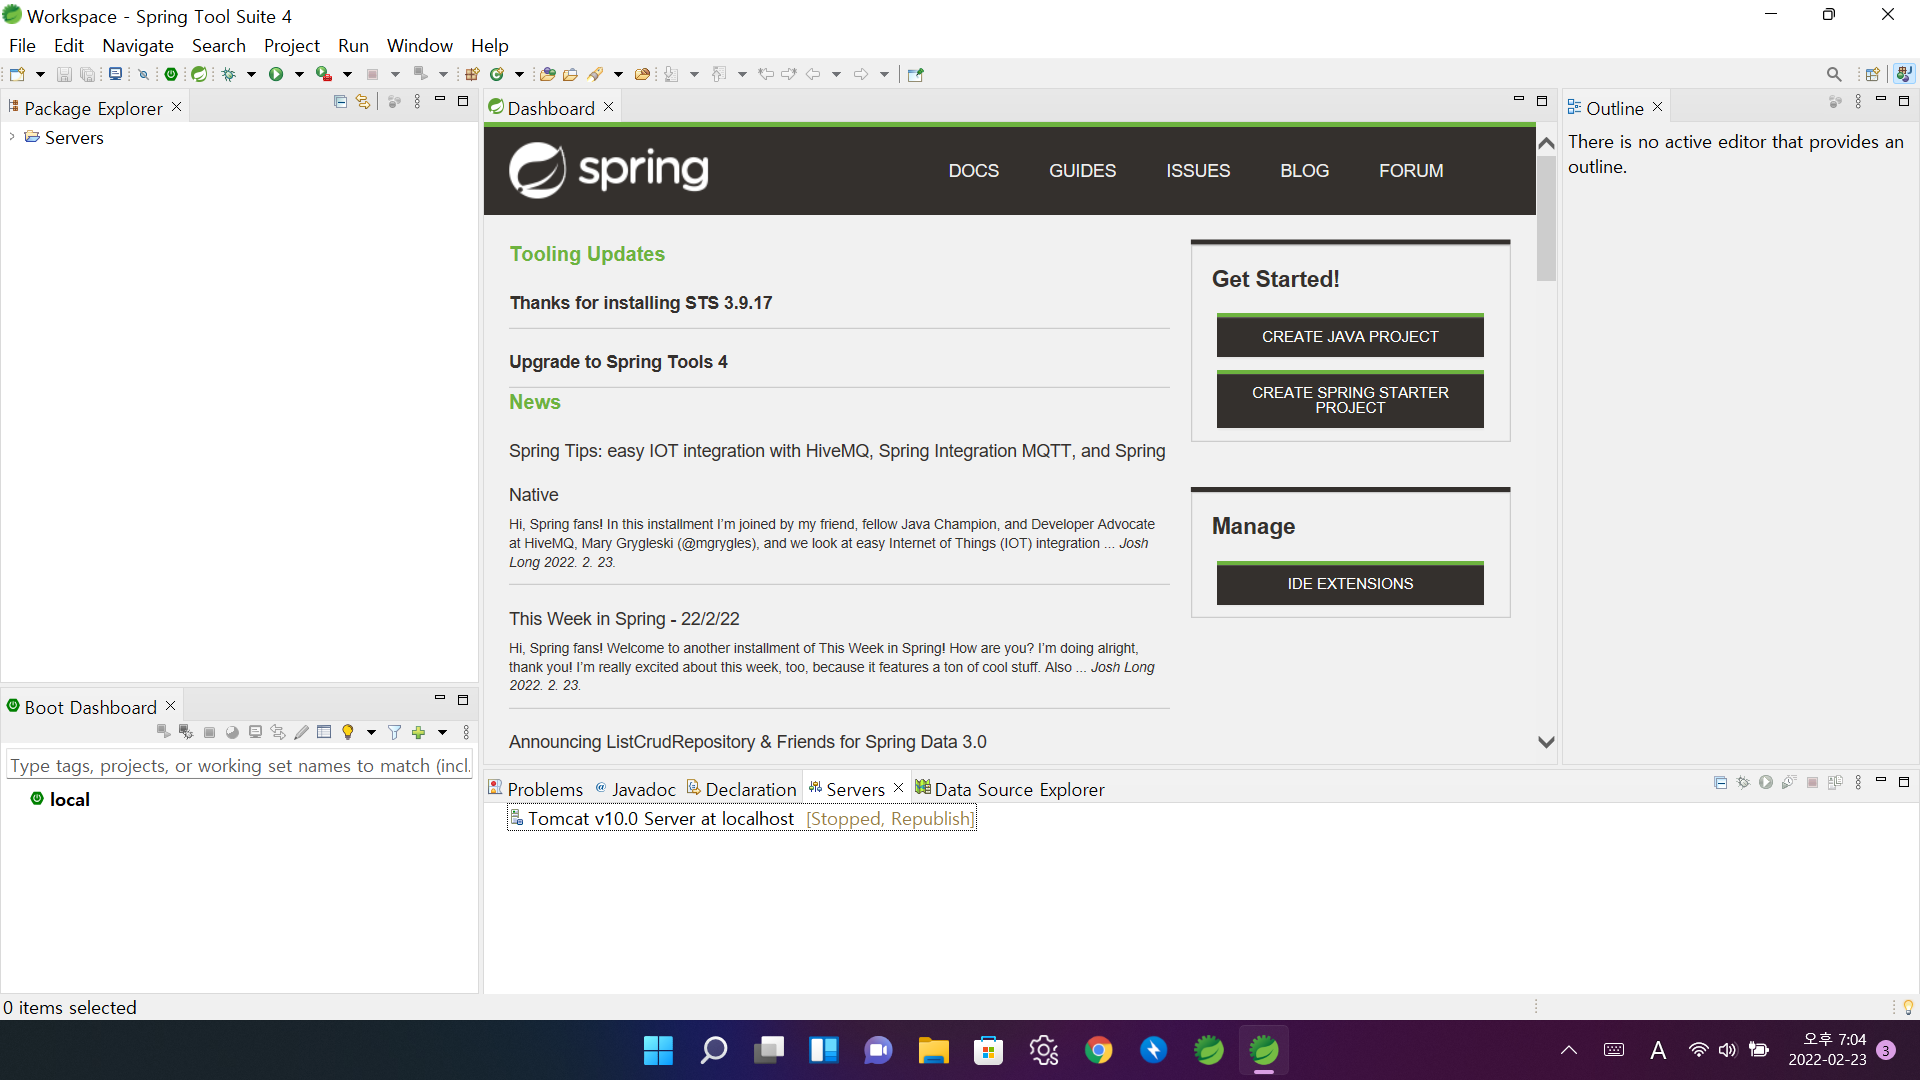 Workspace - Spring Tool Suite 4
File Edit Navigate Search Project Run Window Help
Package Explorer
Servers
Dashboard
spring
DOCS GUIDES ISSUES BLOG FORUM
Tooling Updates
Thanks for installing STS 3.9.17
Upgrade to Spring Tools 4
News
Spring Tips: easy IOT integration with HiveMQ, Spring Integration MQTT, and Spring
Native
Hi, Spring fans! In this installment I'm joined by my friend, fellow Java Champion, and Developer Advocate
at HiveMQ, Mary Grygleski (@mgrygles), and we look at easy Internet of Things (IOT) integration ... Josh
Long 2022. 2. 23.
This Week in Spring - 22/2/22
Hi, Spring fans! Welcome to another installment of This Week in Spring! How are you? I'm doing alright,
thank you! I'm really excited about this week, too, because it features a ton of cool stuff. Also ... Josh Long
2022. 2. 23.
Announcing ListCrudRepository & Friends for Spring Data 3.0
Get Started!
CREATE JAVA PROJECT
CREATE SPRING STARTER
PROJECT
Manage
IDE EXTENSIONS
Outline
There is no active editor that provides an
outline.
Boot Dashboard
Type tags, projects, or working set names to match (incl.
local
Problems @ Javadoc Declaration Servers Data Source Explorer
Tomcat v10.0 Server at localhost [Stopped, Republish]
0 items selected
A
오후 7:04
2022-02-23
3